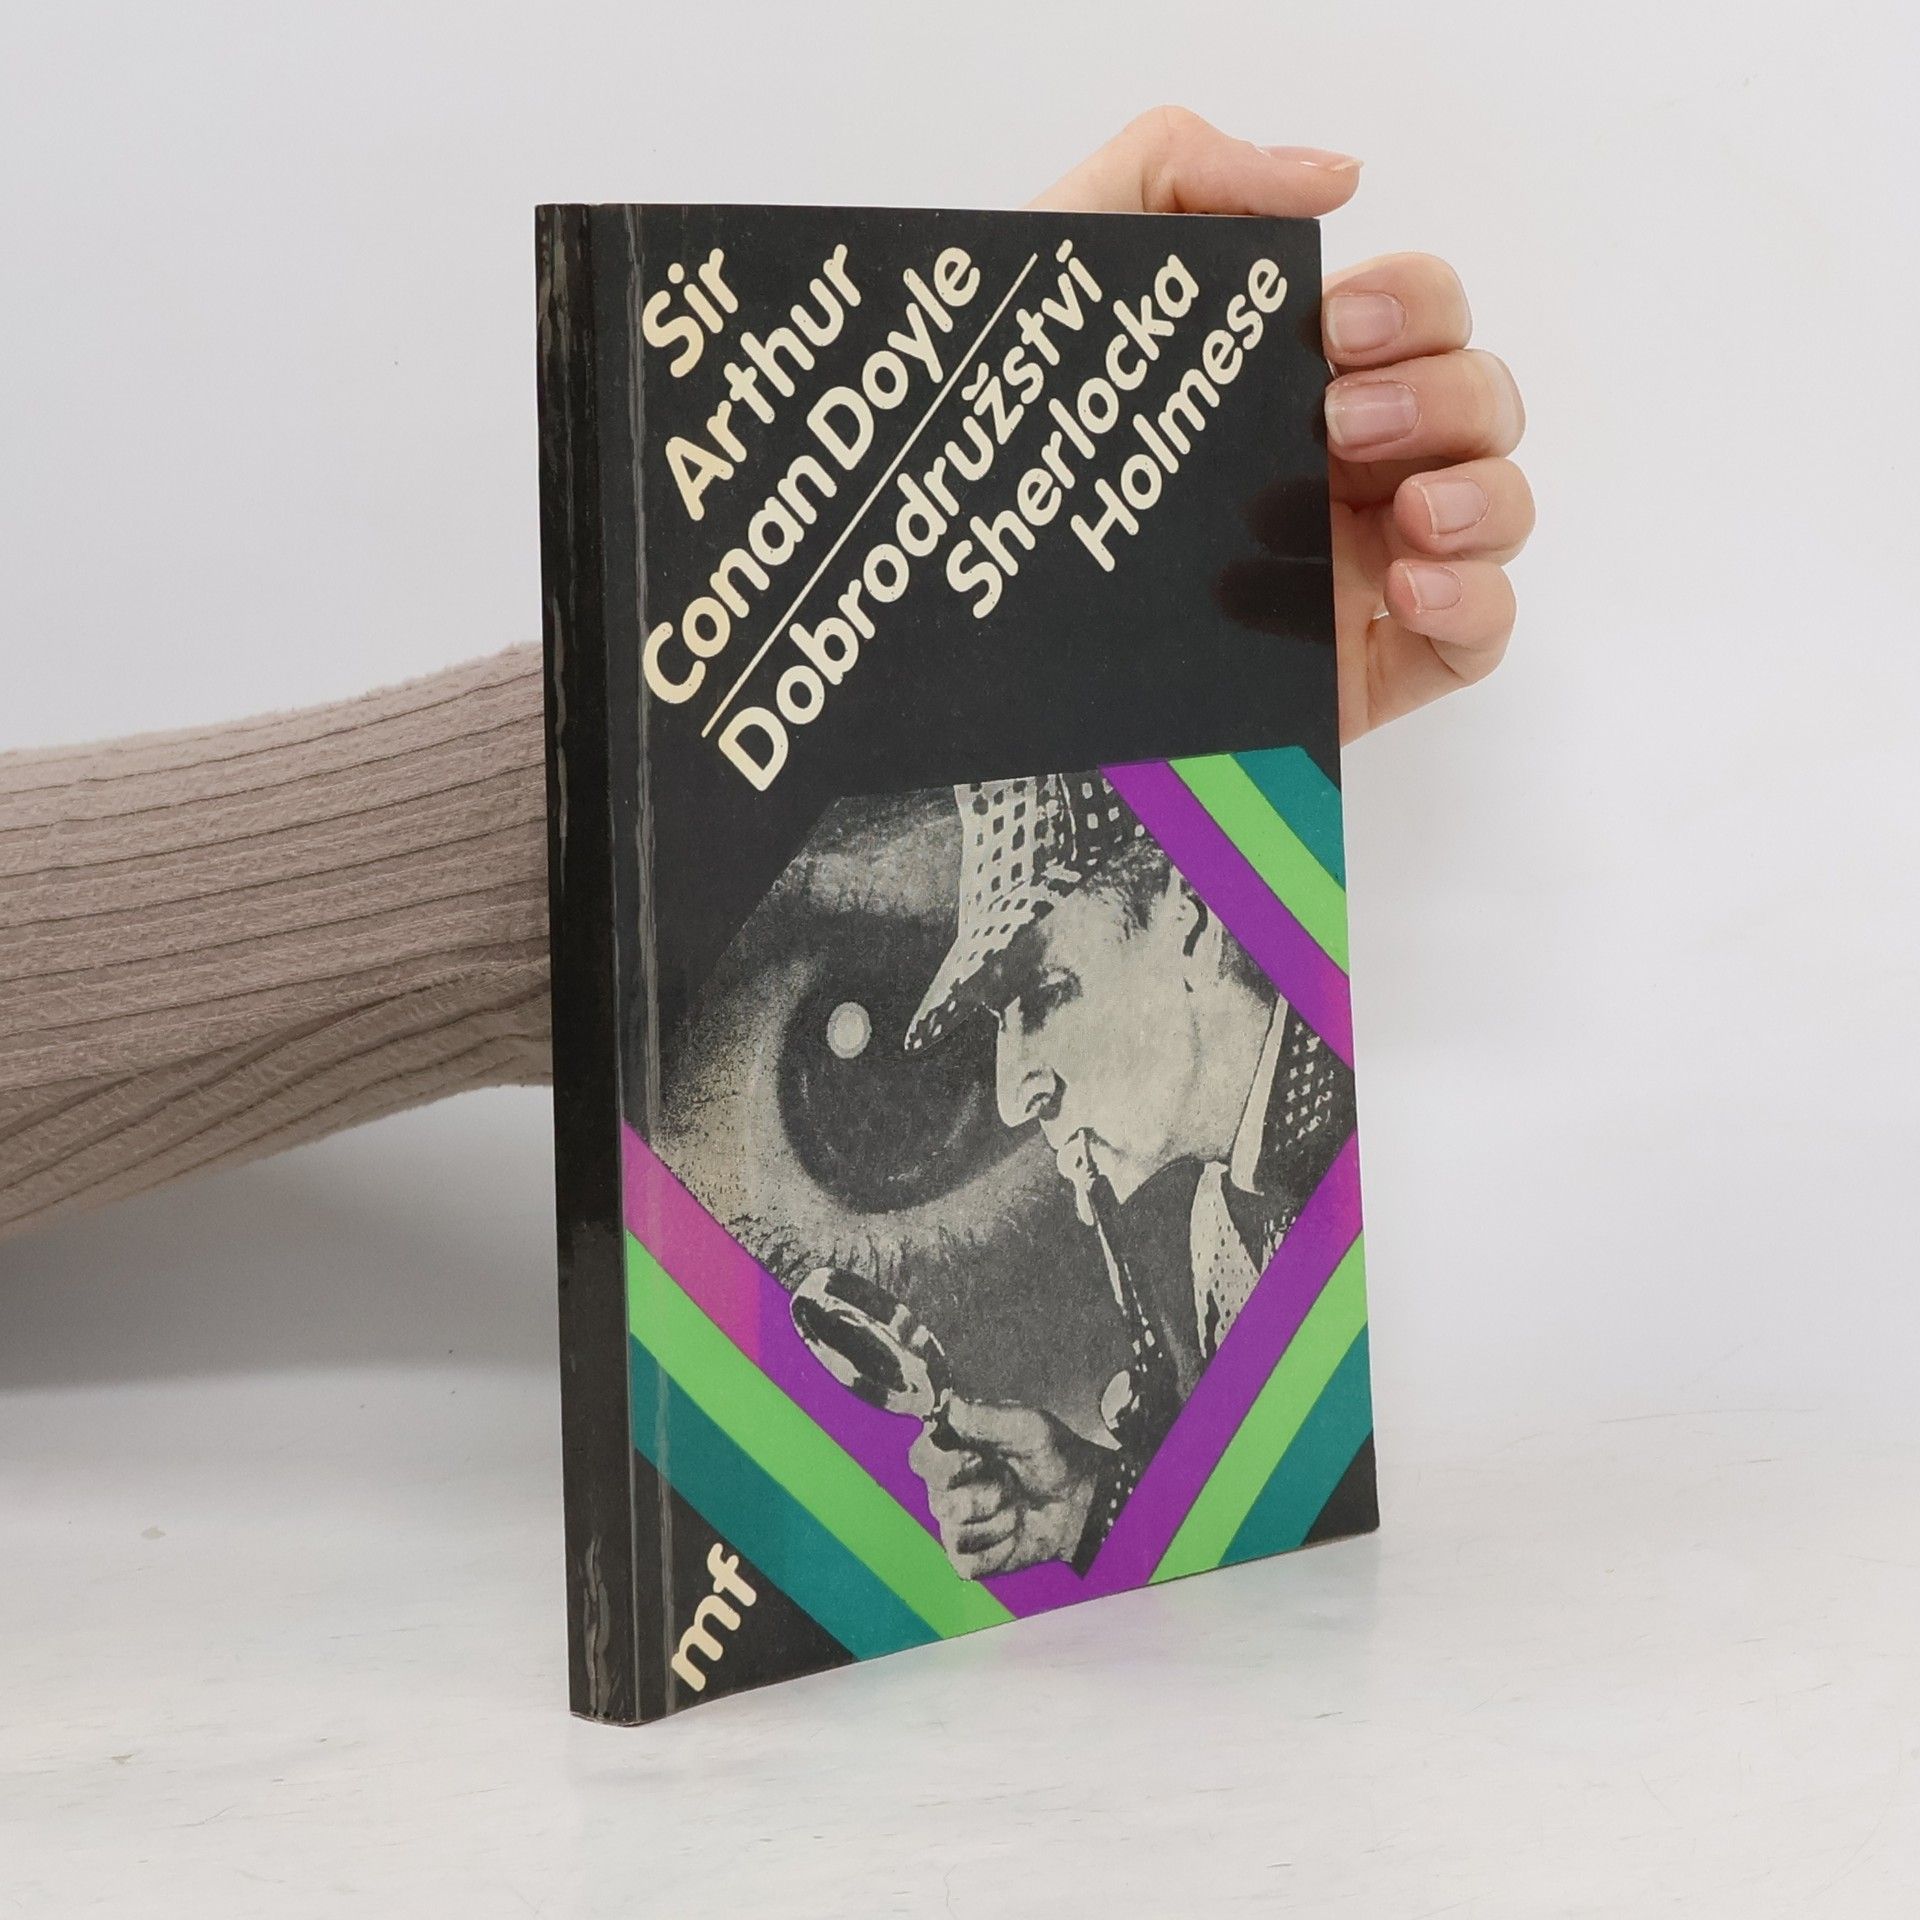 Sir
Arthur
Conan Doyle
Dobrodružství
Sherlocka
Holmese
mf